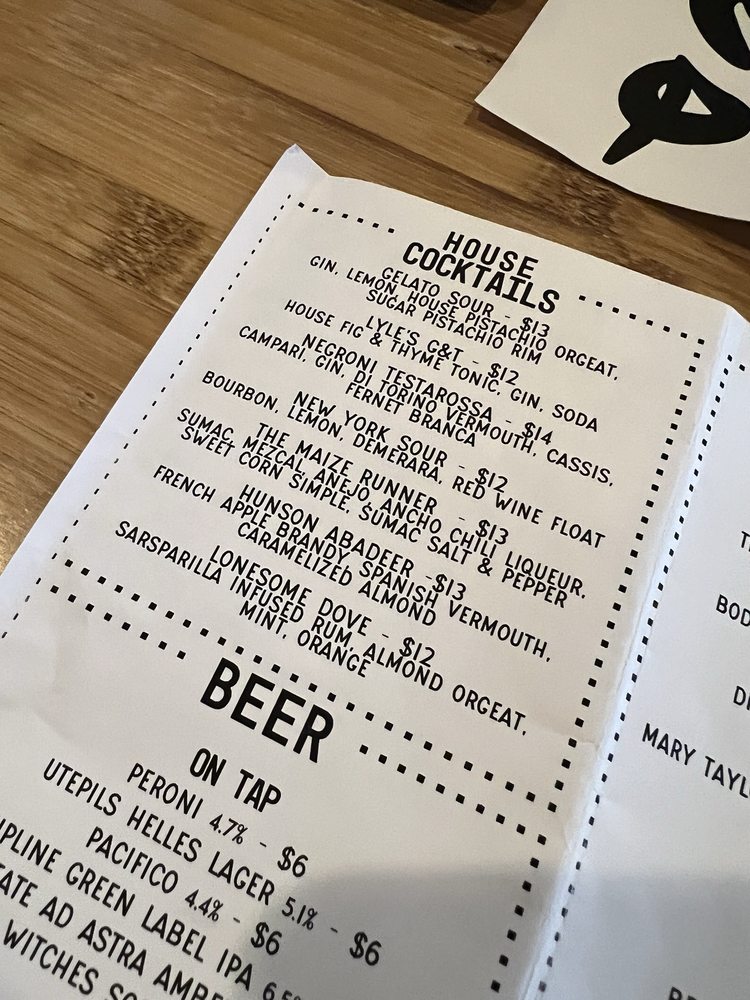 HOUSE
COCKTAILS
GELATO SOUR - $13
GIN, LEMON, HOUSE PISTACHIO ORGEAT,
SUGAR PISTACHIO RIM
LYLE'S G&T - $12
HOUSE FIG & THYME TONIC, GIN, SODA
NEGRONI TESTAROSSA - $14
CAMPARI, GIN, DI TORINO VERMOUTH, CASSIS,
FERNET BRANCA
NEW YORK SOUR - $12
BOURBON, LEMON, DEMERARA, RED WINE FLOAT
THE MAIZE RUNNER - $13
SUMAC, MEZCAL AÑEJO, ANCHO CHILI LIQUEUR,
SWEET CORN SIMPLE, SUMAC SALT & PEPPER
HUNSON ABADEER -$13
FRENCH APPLE BRANDY, SPANISH VERMOUTH,
CARAMELIZED ALMOND
LONESOME DOVE - $12
SARSPARILLA INFUSED RUM, ALMOND ORGEAT,
MINT, ORANGE
BEER
ON TAP
PERONI 4.7% - $6
UTEPILS HELLES LAGER 5.1% - $6
PACIFICO 4.4% - $6
GREEN LABEL IPA
AD ASTRA
WITCHES
BOD
MARY